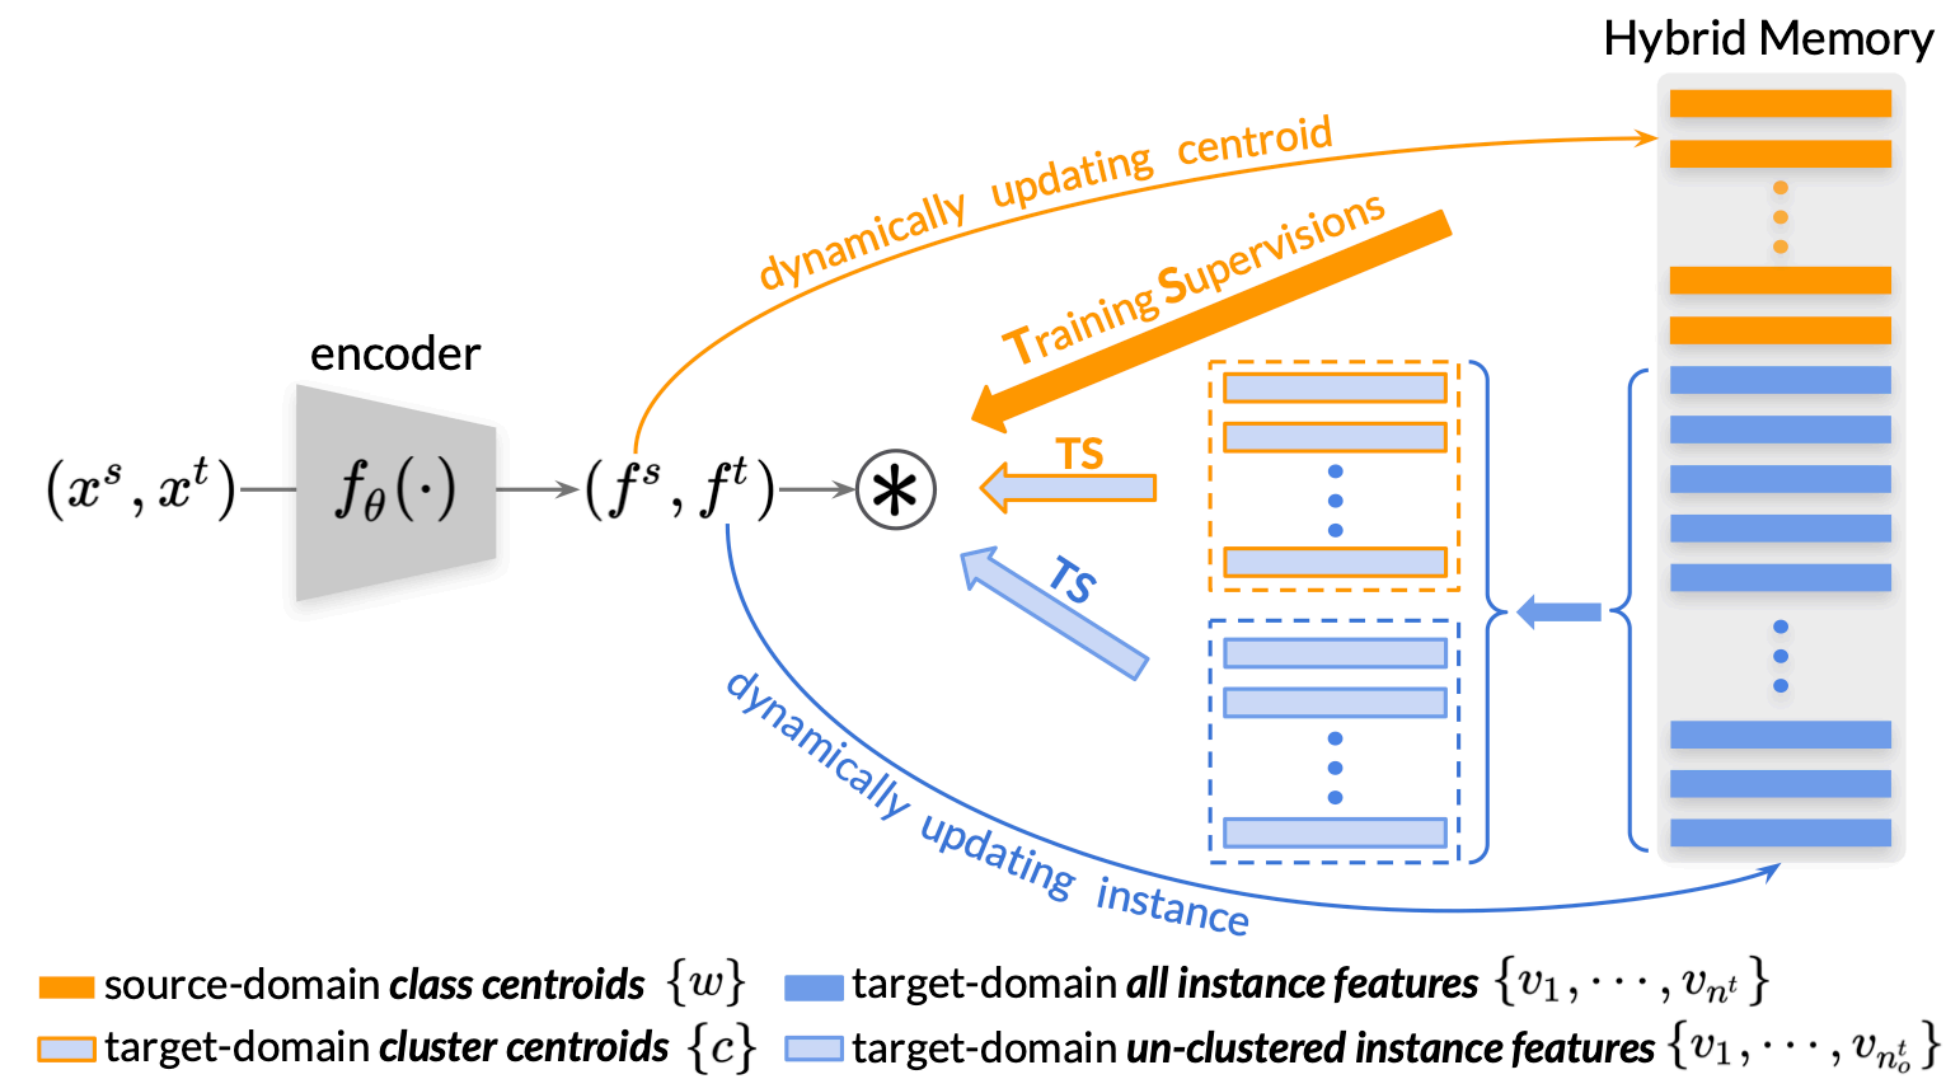 Hybrid Memory
dynamically updating centroid
Training Supervisions
encoder
TS
(x^s, x^t)
f_θ(·)
(f^s, f^t)
*
TS
dynamically updating instance
source-domain class centroids {w}
target-domain all instance features {v_1, ···, v_{n^t}}
target-domain cluster centroids {c}
target-domain un-clustered instance features {v_1, ···, v_{n_o^t}}